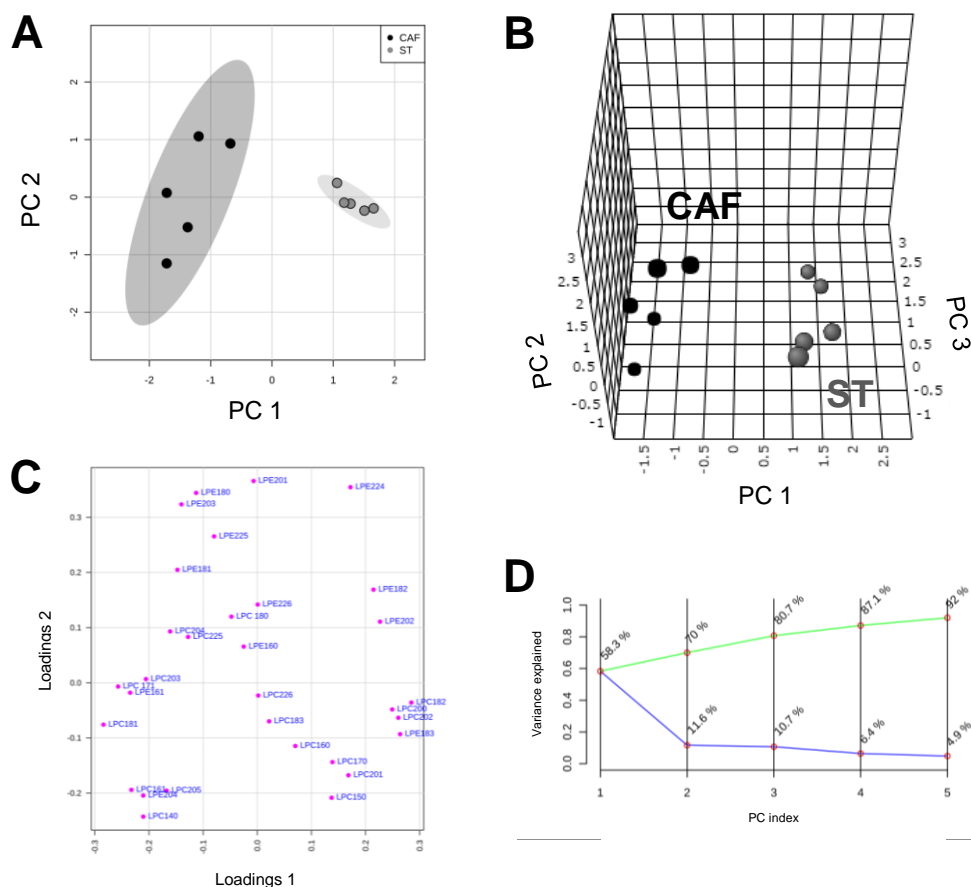 A
CAF
ST
2
1
0
-1
-2
PC 2
-2
-1
0
1
2
PC 1
B
CAF
ST
3
2.5
2
1.5
1
0.5
0
-0.5
-1
PC 2
3
2.5
2
1.5
1
0.5
0
-0.5
-1
PC 3
-1.5
-1
-0.5
0
0.5
1
1.5
2
2.5
PC 1
C
LPE201
LPE224
LPE180
LPE203
LPE225
LPE181
LPE182
LPE226
LPC 180
LPE202
LPC204
LPC225
LPE160
LPC203
LPC 171
LPE161
LPC226
LPC182
LPC200
LPC202
LPC181
LPC183
LPE183
LPC160
LPC170
LPC201
LPC161
LPC205
LPE204
LPC150
LPC140
0.3
0.2
0.1
0.0
-0.1
-0.2
Loadings 2
-0.3
-0.2
-0.1
0.0
0.1
0.2
0.3
Loadings 1
D
58.3 %
70 %
80.7 %
87.1 %
92 %
11.6 %
10.7 %
6.4 %
4.9 %
1.0
0.8
0.6
0.4
0.2
0.0
Variance explained
1
2
3
4
5
PC index